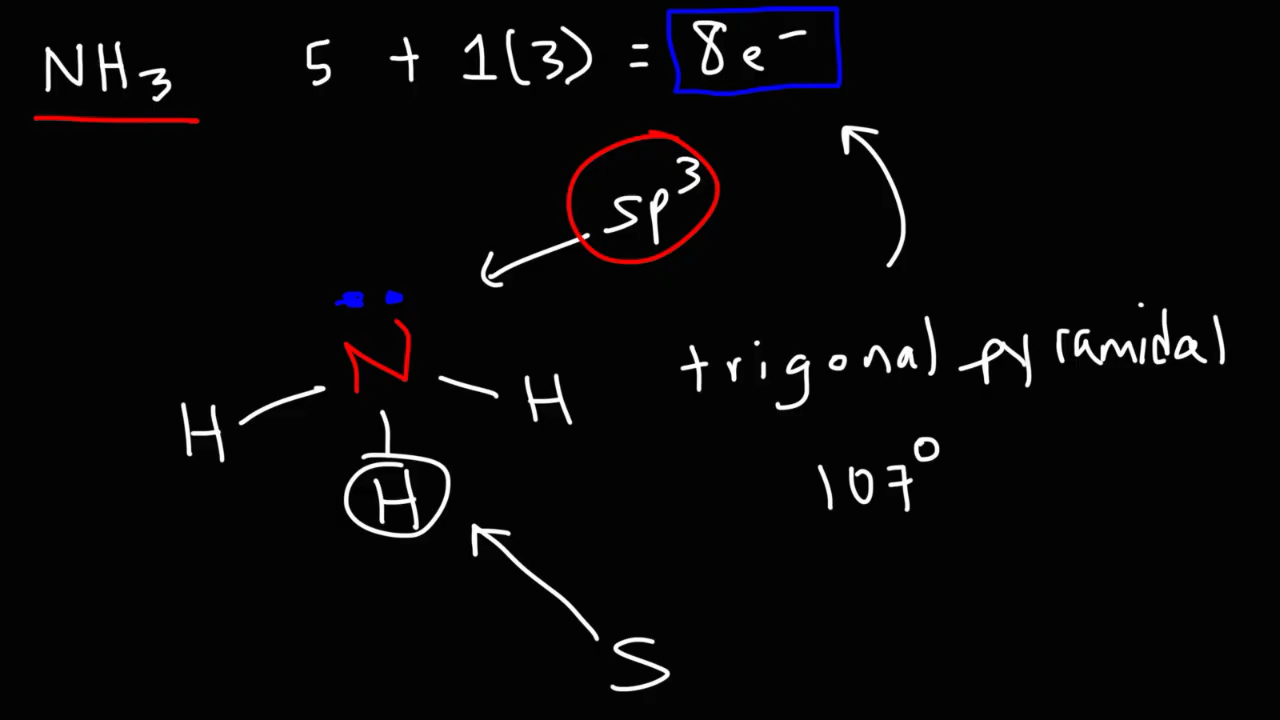 NH₃ 5 + 1(3) = 8e⁻
sp³
N
H H
trigonal pyramidal
H
107°
S